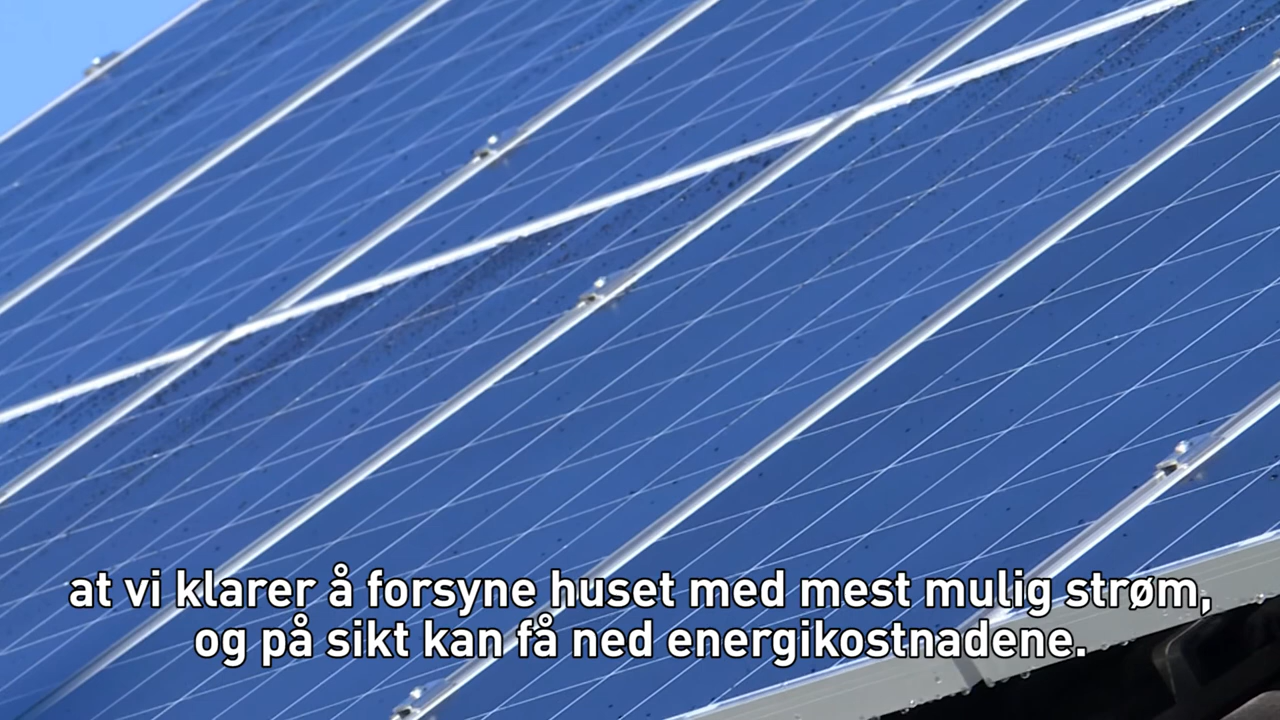 at vi klarer å forsyne huset med mest mulig strøm,
og på sikt kan få ned energikostnadene.